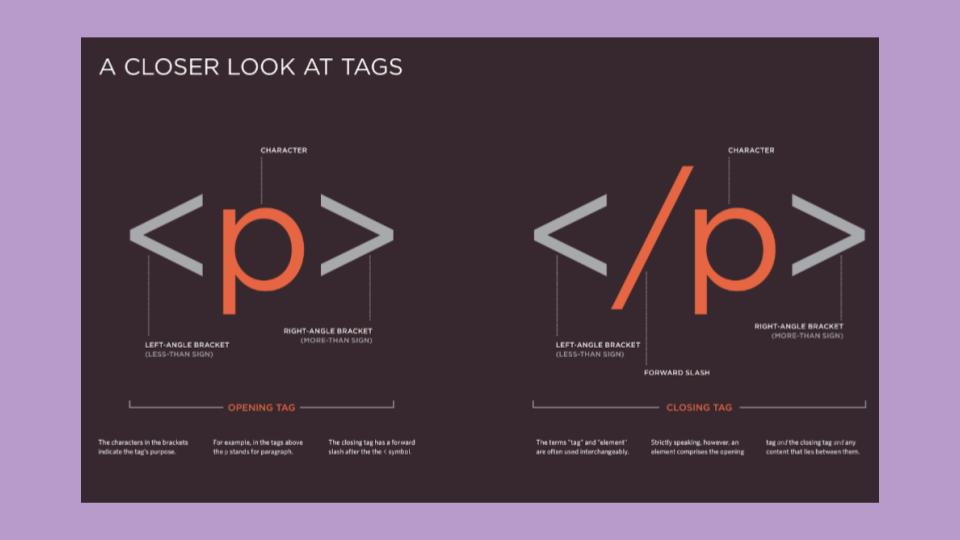 A CLOSER LOOK AT TAGS
CHARACTER
<p>
LEFT-ANGLE BRACKET
(LESS-THAN SIGN)
RIGHT-ANGLE BRACKET
(MORE-THAN SIGN)
OPENING TAG
The characters in the brackets
indicate the tag's purpose.
For example, in the tags above
the p stands for paragraph.
The closing tag has a forward
slash after the the < symbol.
CHARACTER
</p>
LEFT-ANGLE BRACKET
(LESS-THAN SIGN)
FORWARD SLASH
RIGHT-ANGLE BRACKET
(MORE-THAN SIGN)
CLOSING TAG
The terms "tag" and "element"
are often used interchangeably.
Strictly speaking, however, an
element comprises the opening
tag and the closing tag and any
content that lies between them.